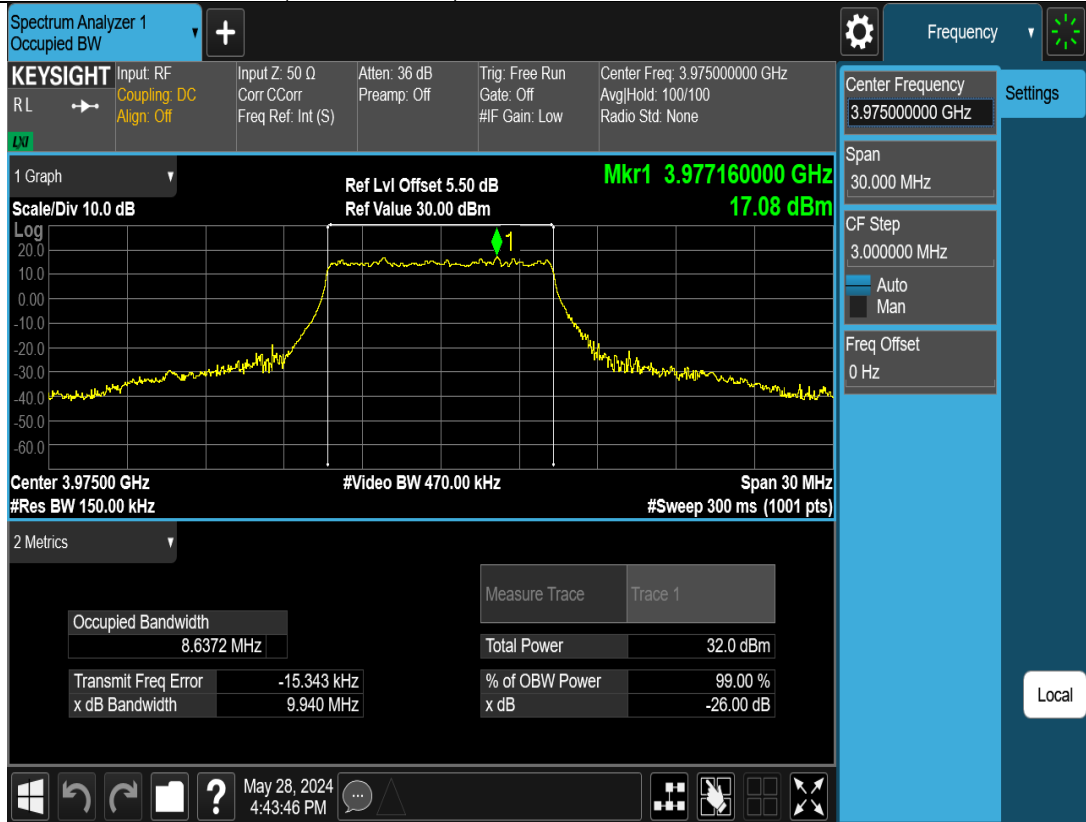 Spectrum Analyzer 1
Occupied BW
Frequency
KEYSIGHT
R L
LXI
Input: RF
Coupling: DC
Align: Off
Input Z: 50 Ω
Corr CCorr
Freq Ref: Int (S)
Atten: 36 dB
Preamp: Off
Trig: Free Run
Gate: Off
#IF Gain: Low
Center Freq: 3.975000000 GHz
Avg|Hold: 100/100
Radio Std: None
Center Frequency
3.975000000 GHz
Settings
Span
30.000 MHz
CF Step
3.000000 MHz
Auto
Man
Freq Offset
0 Hz
Local
1 Graph
Ref Lvl Offset 5.50 dB
Mkr1 3.977160000 GHz
Scale/Div 10.0 dB
Ref Value 30.00 dBm
17.08 dBm
Log
1
20.0
10.0
0.00
-10.0
-20.0
-30.0
-40.0
-50.0
-60.0
Center 3.97500 GHz
#Video BW 470.00 kHz
Span 30 MHz
#Res BW 150.00 kHz
#Sweep 300 ms (1001 pts)
2 Metrics
Measure Trace Trace 1
Occupied Bandwidth
8.6372 MHz
Total Power 32.0 dBm
Transmit Freq Error -15.343 kHz
% of OBW Power 99.00 %
x dB Bandwidth 9.940 MHz
x dB -26.00 dB
?
May 28, 2024
4:43:46 PM